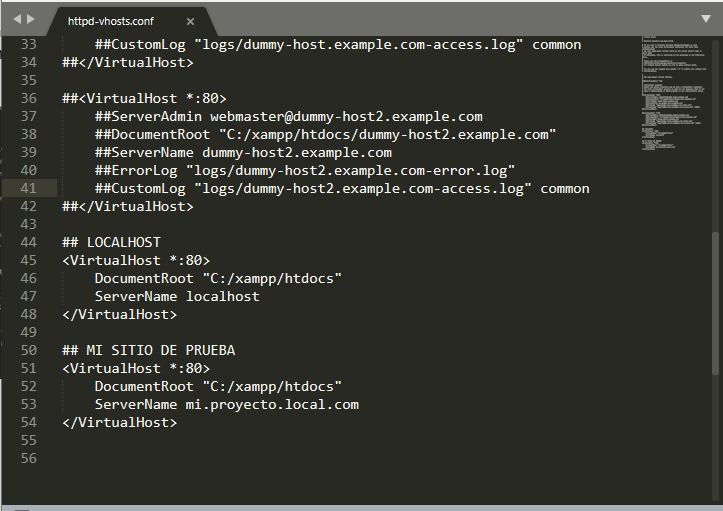 httpd-vhosts.conf
33 ##CustomLog "logs/dummy-host.example.com-access.log" common
34 ##</VirtualHost>
35
36 ##<VirtualHost *:80>
37 ##ServerAdmin webmaster@dummy-host2.example.com
38 ##DocumentRoot "C:/xampp/htdocs/dummy-host2.example.com"
39 ##ServerName dummy-host2.example.com
40 ##ErrorLog "logs/dummy-host2.example.com-error.log"
41 ##CustomLog "logs/dummy-host2.example.com-access.log" common
42 ##</VirtualHost>
43
44 ## LOCALHOST
45 <VirtualHost *:80>
46 DocumentRoot "C:/xampp/htdocs"
47 ServerName localhost
48 </VirtualHost>
49
50 ## MI SITIO DE PRUEBA
51 <VirtualHost *:80>
52 DocumentRoot "C:/xampp/htdocs"
53 ServerName mi.proyecto.local.com
54 </VirtualHost>
55
56